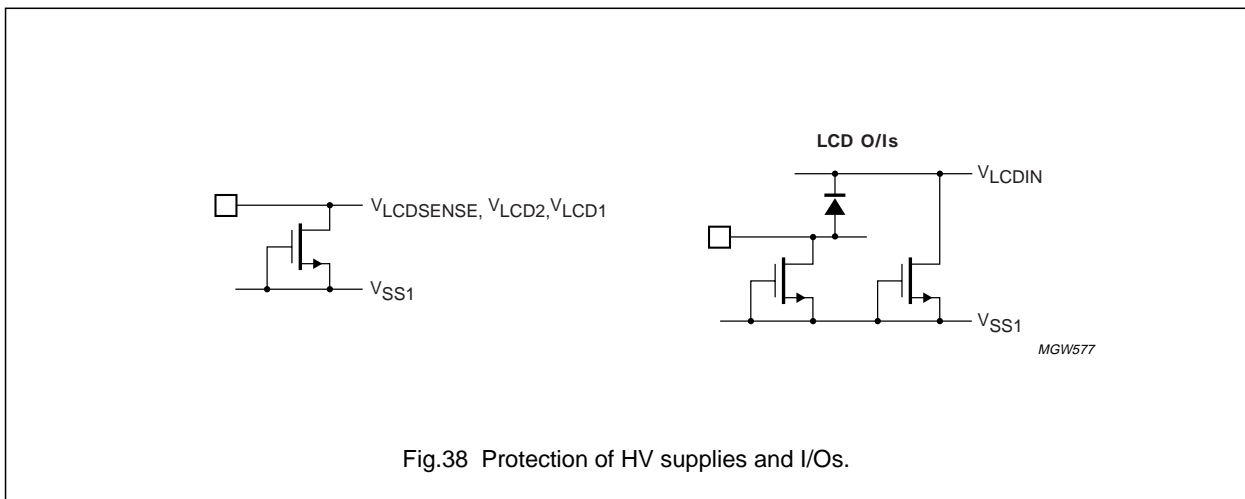 LCD O/Is
VLCDIN
VLCDSENSE, VLCD2,VLCD1
VSS1
VSS1
MGW577
Fig.38 Protection of HV supplies and I/Os.